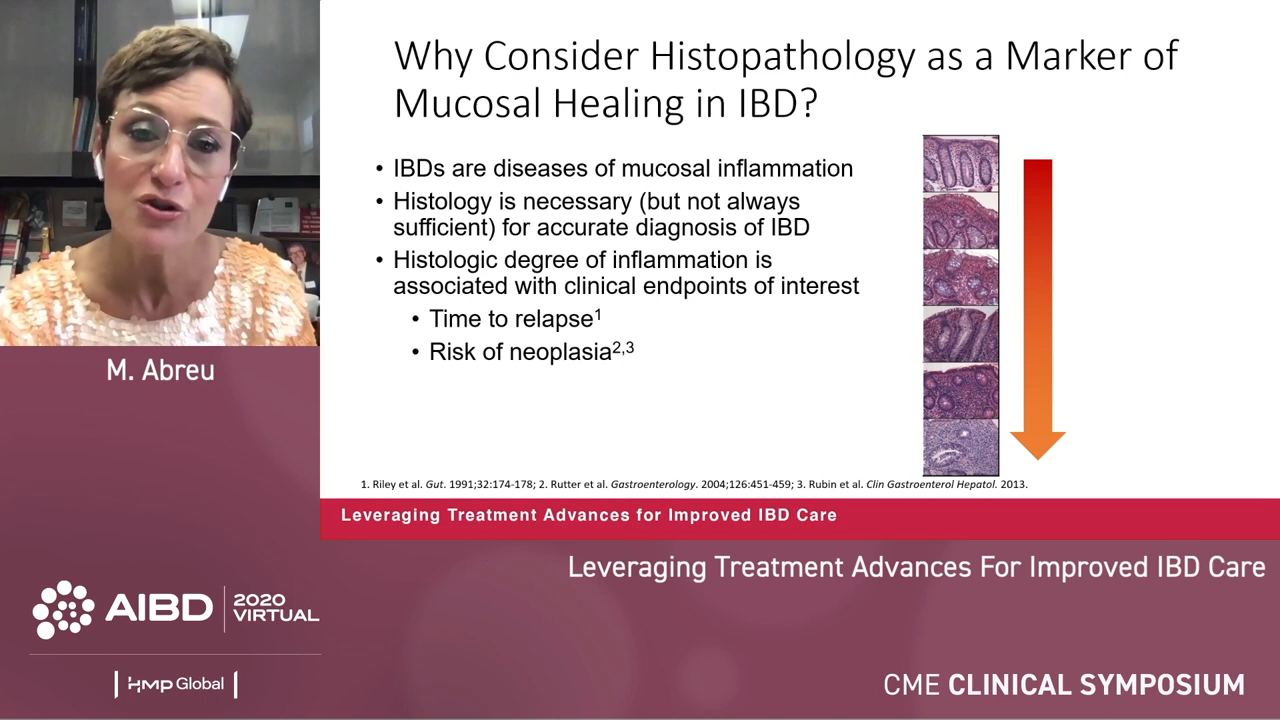 Why Consider Histopathology as a Marker of
Mucosal Healing in IBD?
• IBDs are diseases of mucosal inflammation
• Histology is necessary (but not always
sufficient) for accurate diagnosis of IBD
• Histologic degree of inflammation is
associated with clinical endpoints of interest
• Time to relapse1
• Risk of neoplasia2,3
1. Riley et al. Gut. 1991;32:174-178; 2. Rutter et al. Gastroenterology. 2004;126:451-459; 3. Rubin et al. Clin Gastroenterol Hepatol. 2013.
Leveraging Treatment Advances for Improved IBD Care
M. Abreu
Leveraging Treatment Advances For Improved IBD Care
AIBD
2020
VIRTUAL
HMP Global
CME CLINICAL SYMPOSIUM